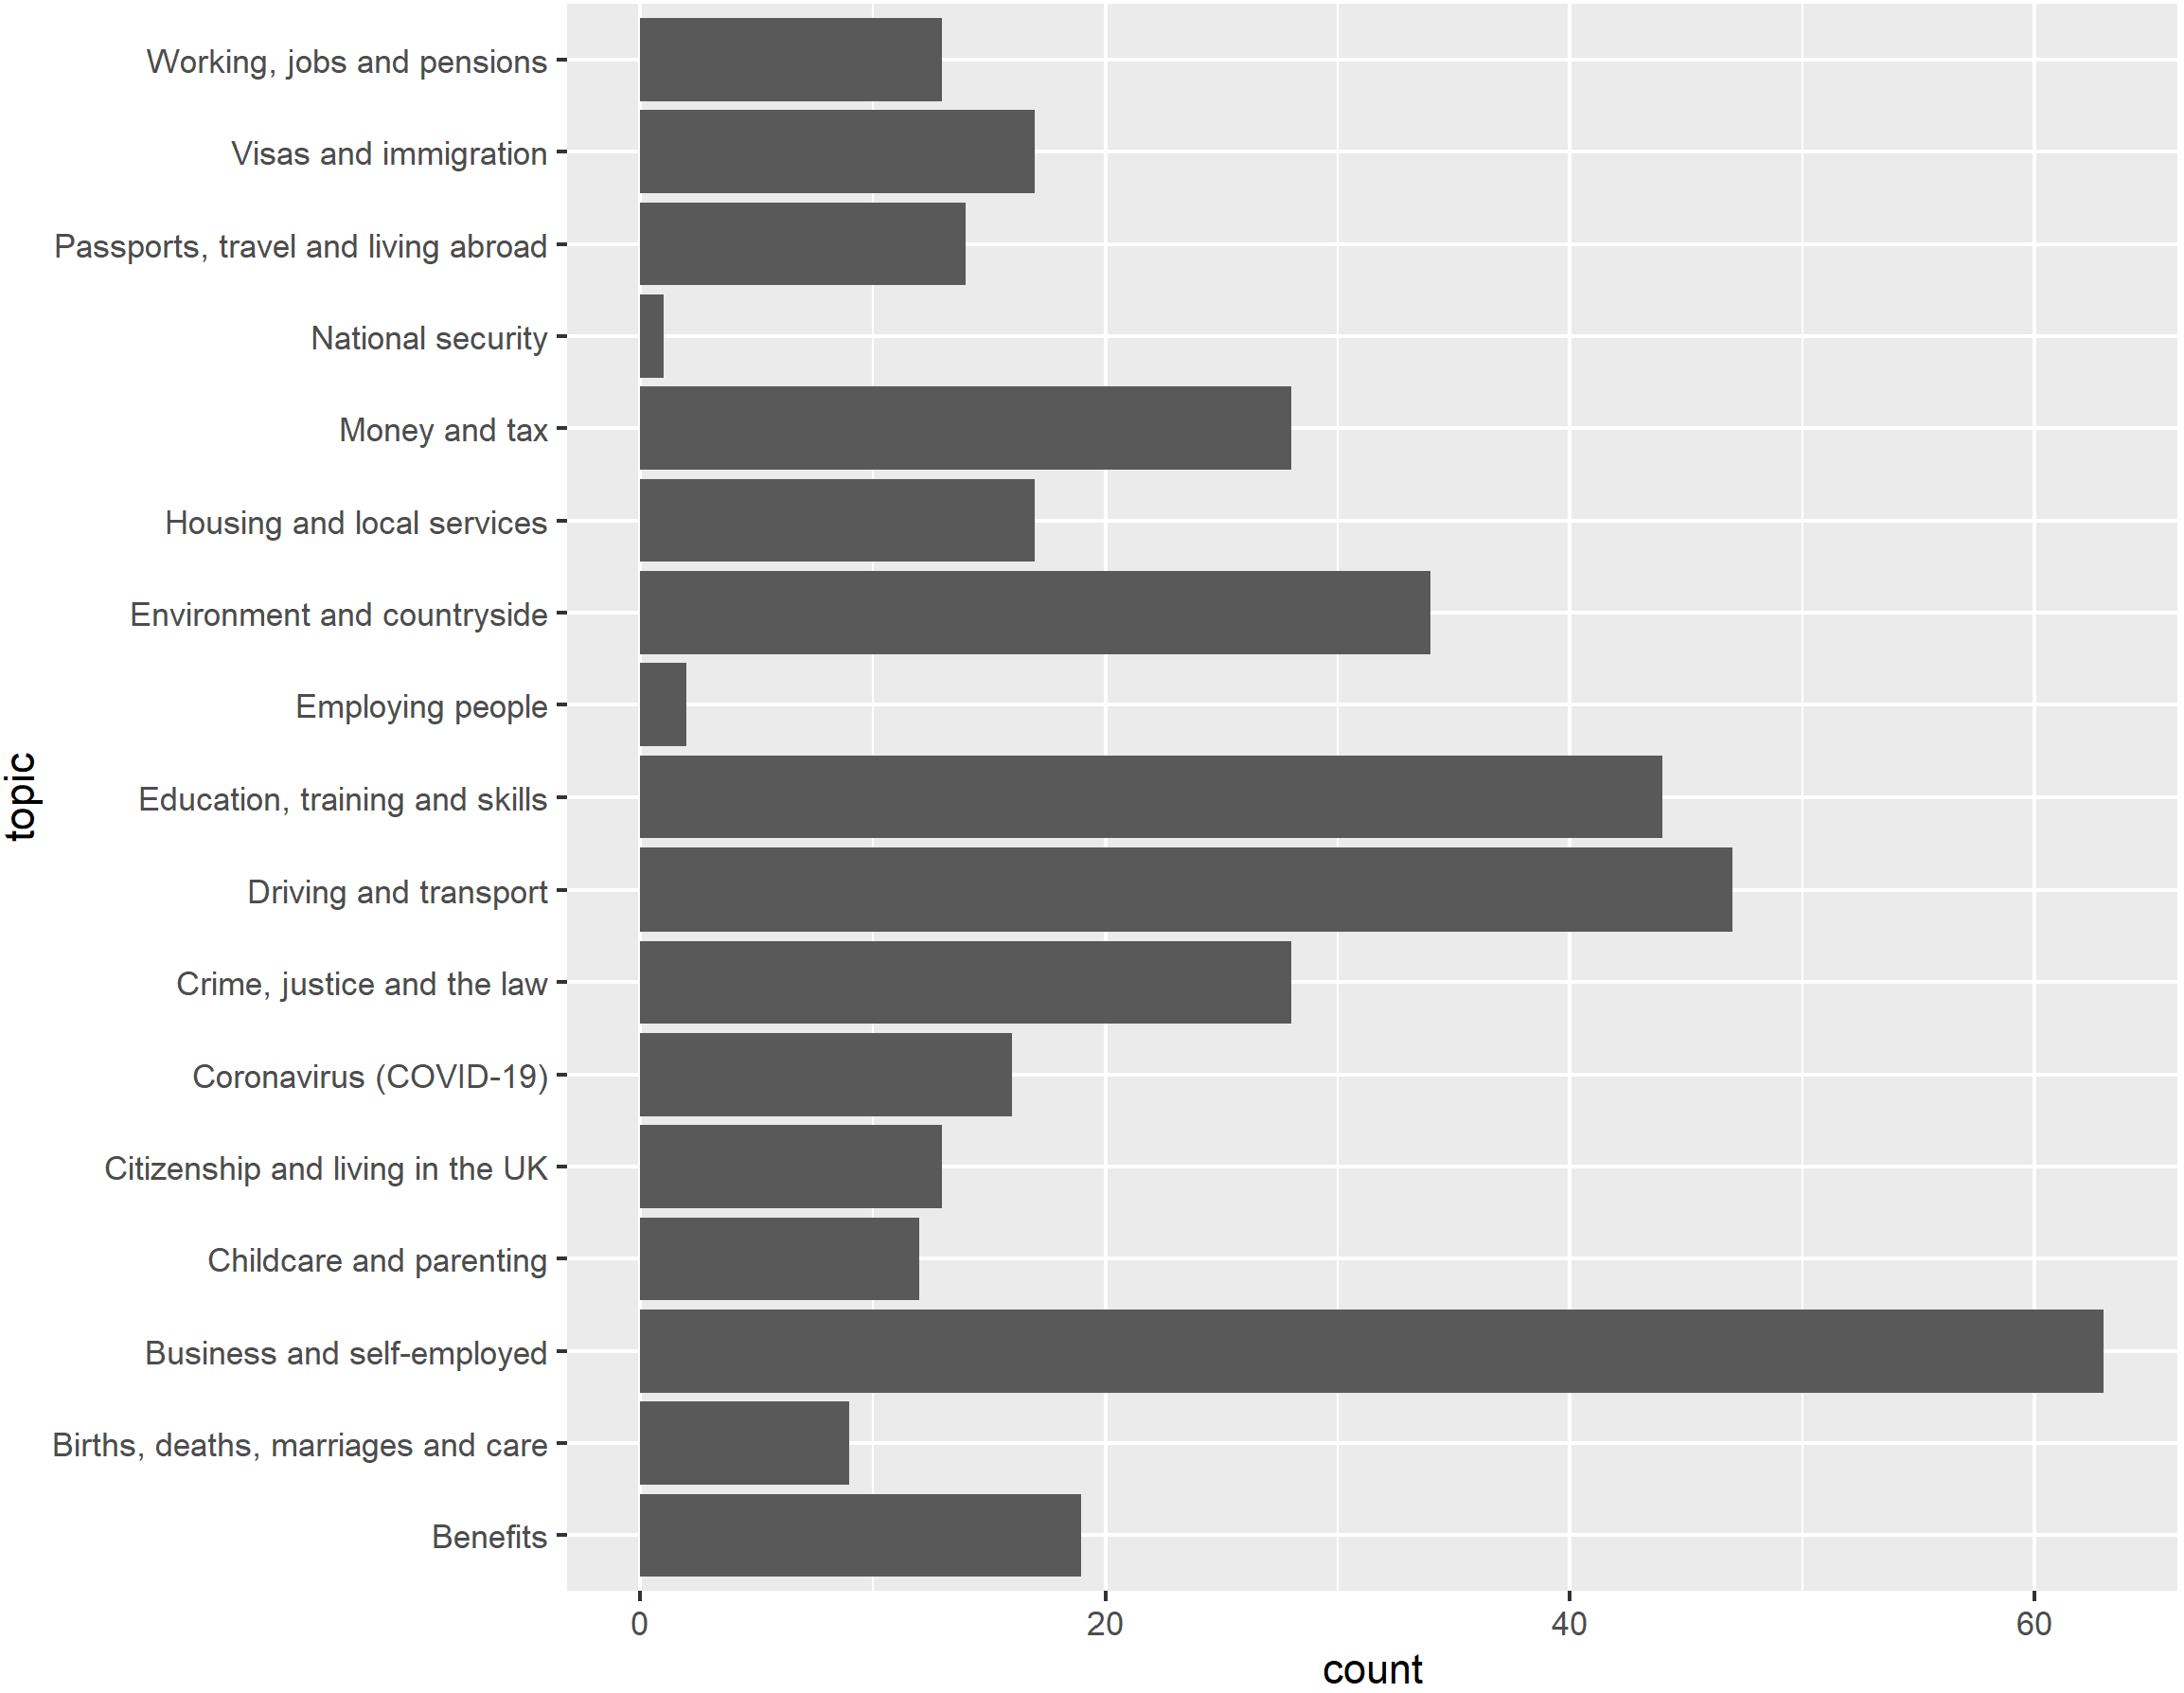 Working, jobs and pensions
Visas and immigration
Passports, travel and living abroad
National security
Money and tax
Housing and local services
Environment and countryside
Employing people
Education, training and skills
Driving and transport
Crime, justice and the law
Coronavirus (COVID-19)
Citizenship and living in the UK
Childcare and parenting
Business and self-employed
Births, deaths, marriages and care
Benefits
topic
0 20 40 60
count